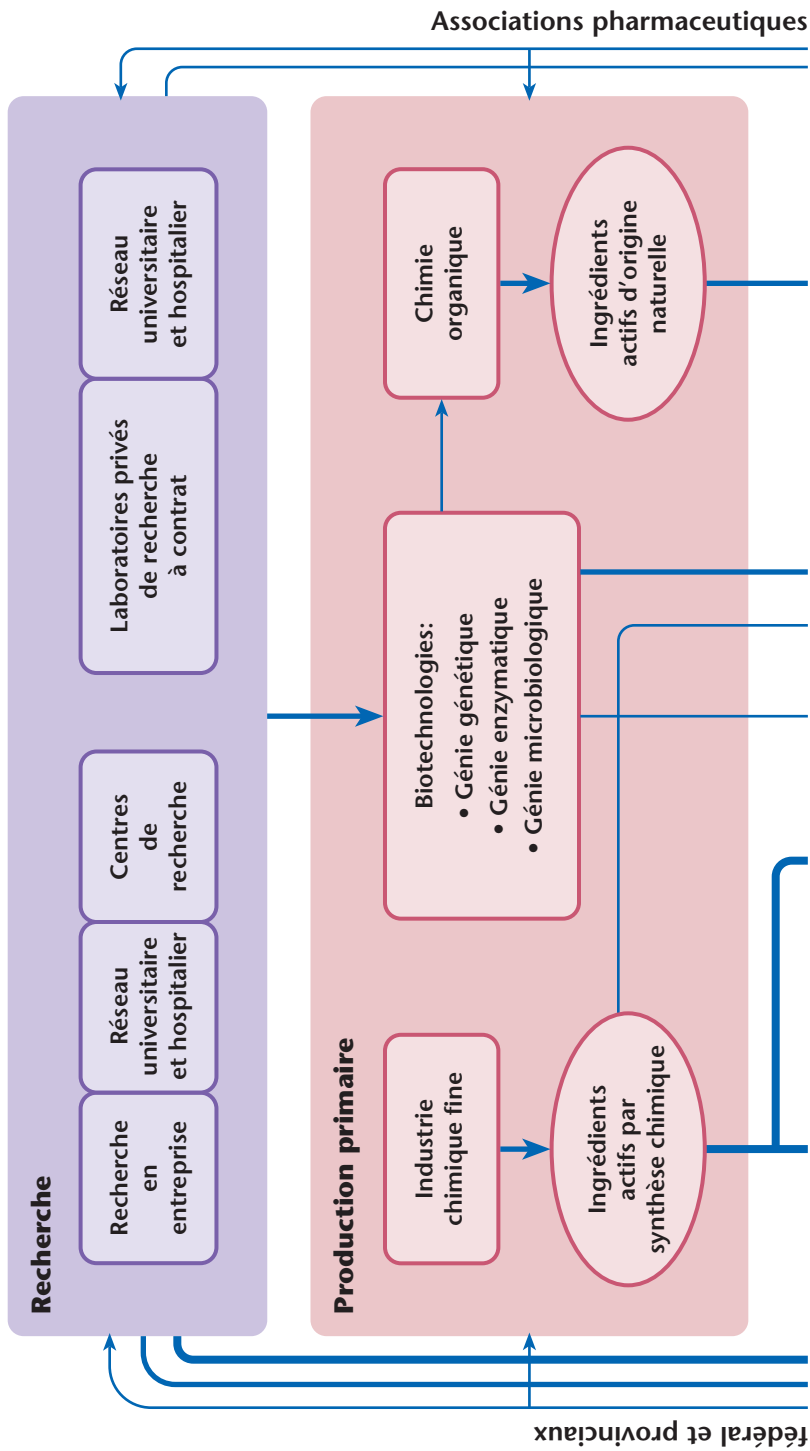 Associations pharmaceutiques
Recherche
Recherche
en
entreprise
Réseau
universitaire
et hospitalier
Centres
de
recherche
Laboratoires privés
de recherche
à contrat
Réseau
universitaire
et hospitalier
Production primaire
Industrie
chimique fine
Biotechnologies:
• Génie génétique
• Génie enzymatique
• Génie microbiologique
Chimie
organique
Ingrédients
actifs par
synthèse chimique
Ingrédients
actifs d'origine
naturelle
fédéral et provinciaux